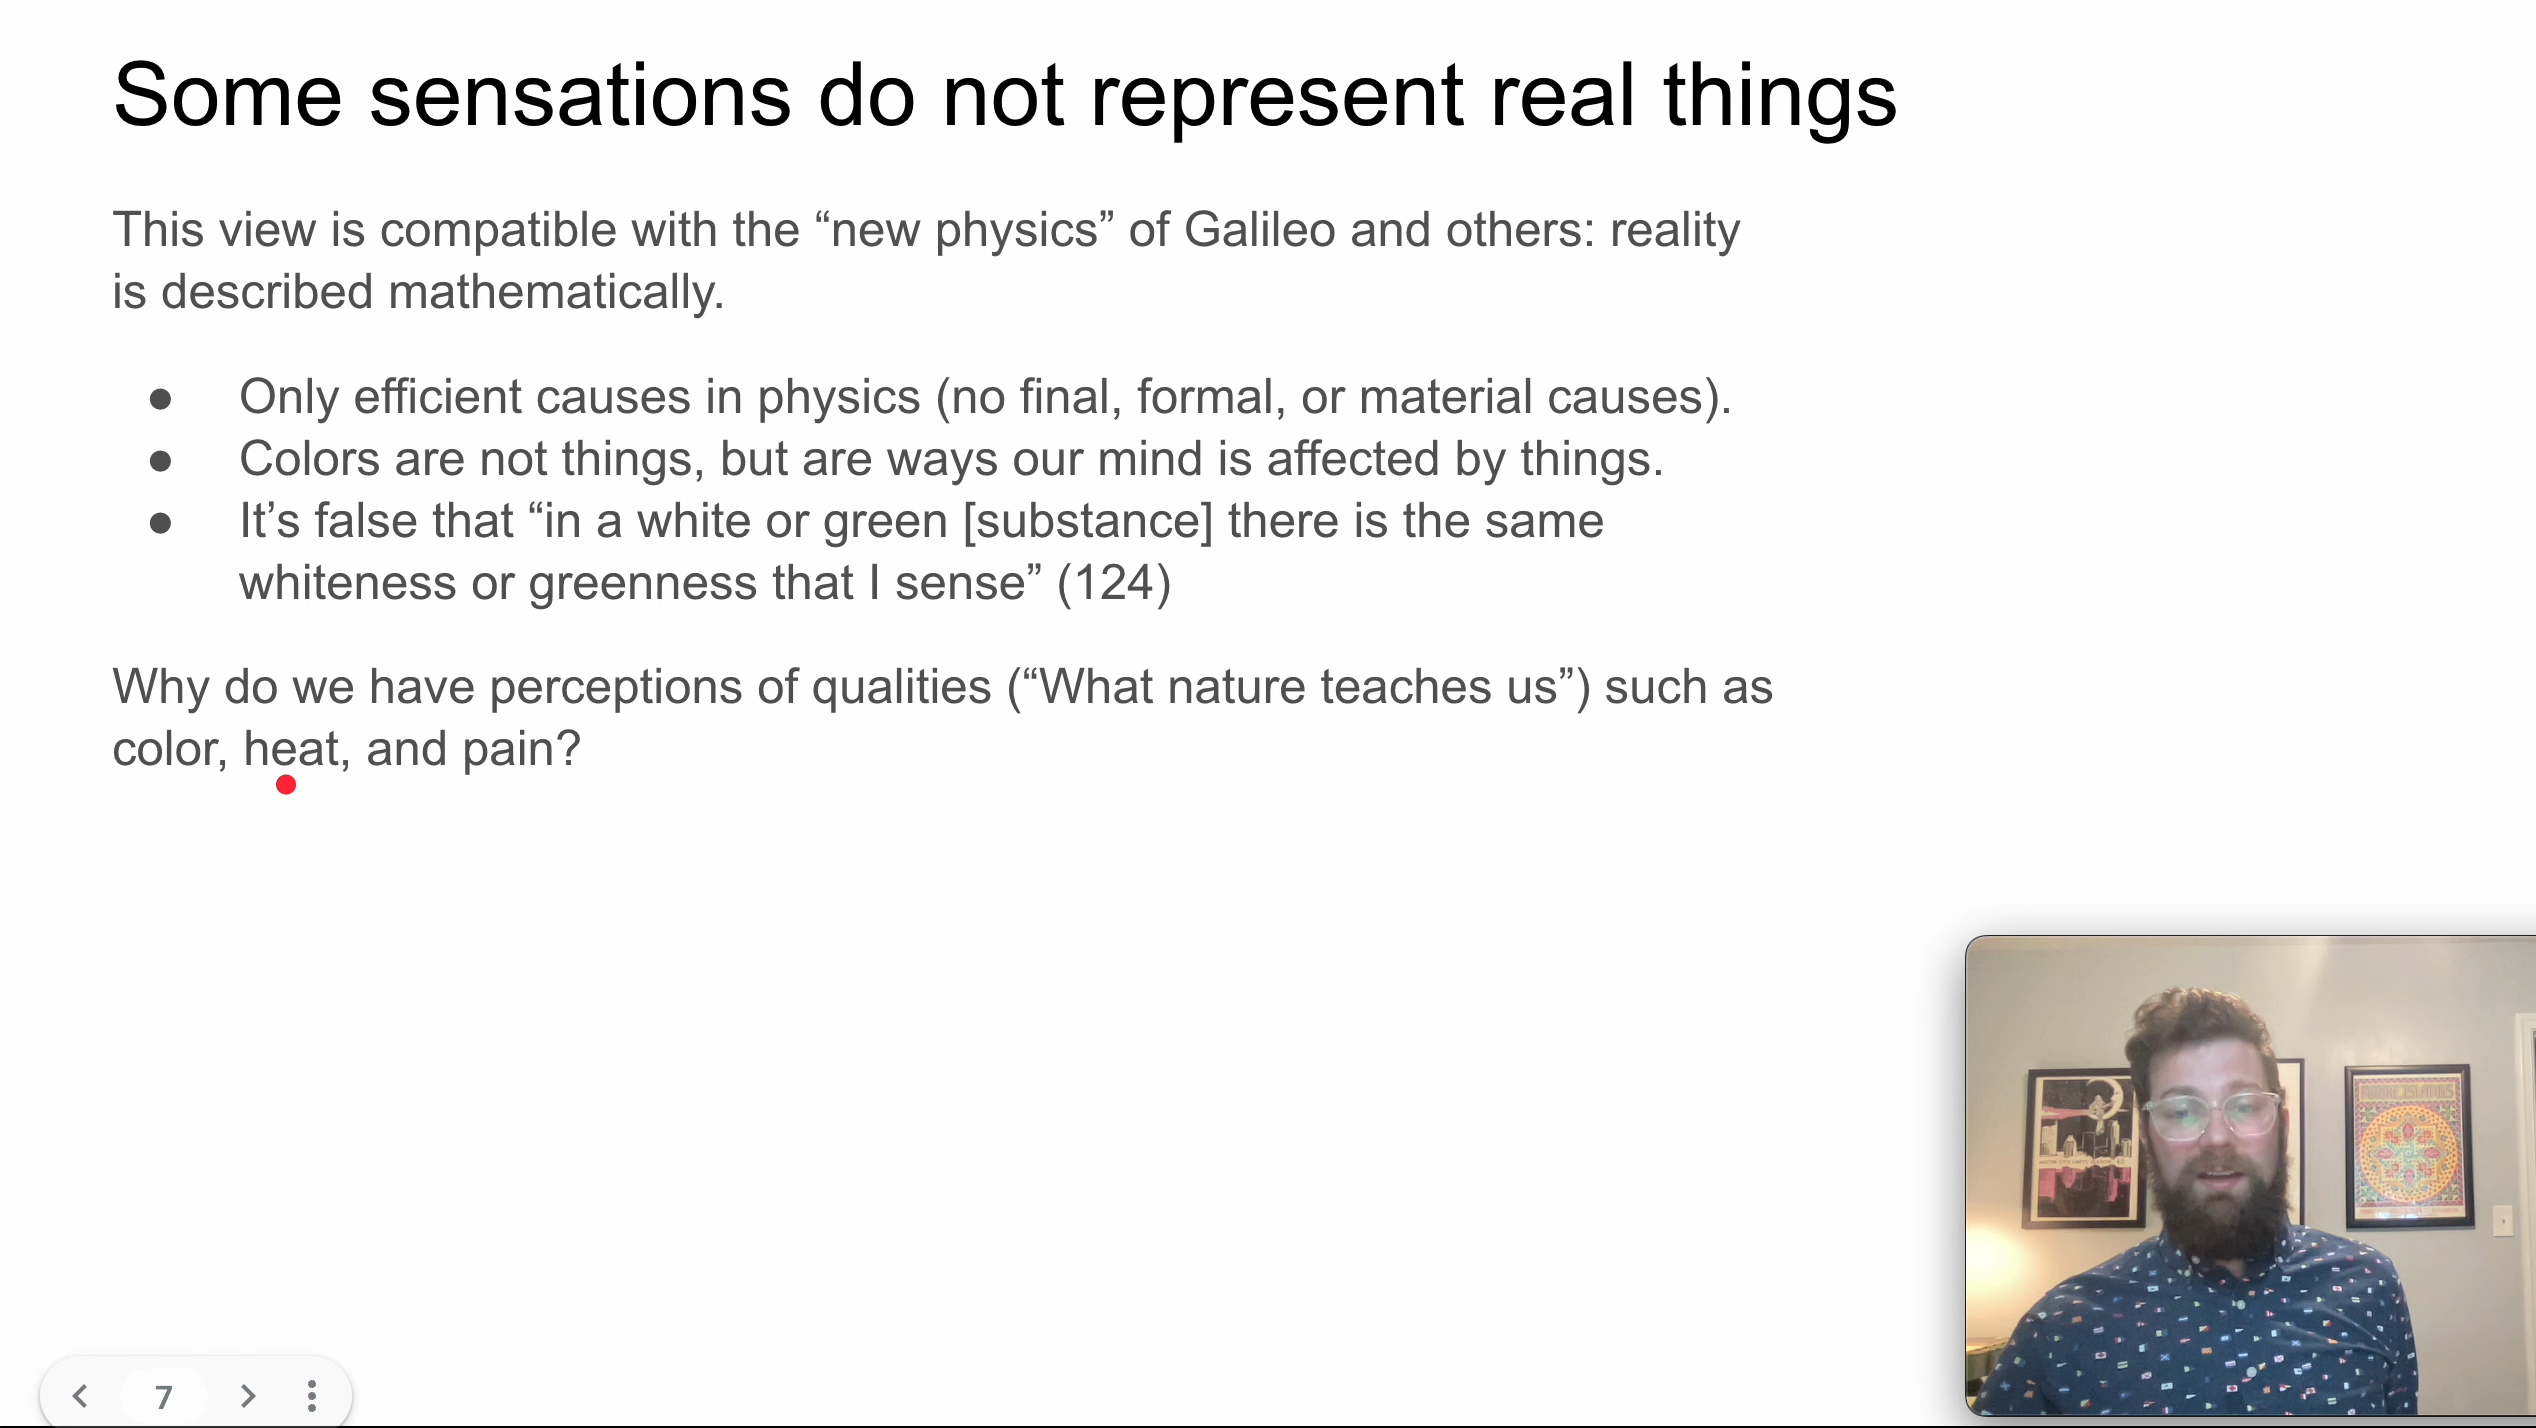 Some sensations do not represent real things
This view is compatible with the “new physics” of Galileo and others: reality
is described mathematically.
● Only efficient causes in physics (no final, formal, or material causes).
● Colors are not things, but are ways our mind is affected by things.
● It’s false that “in a white or green [substance] there is the same
whiteness or greenness that I sense” (124)
Why do we have perceptions of qualities (“What nature teaches us”) such as
color, heat, and pain?
7